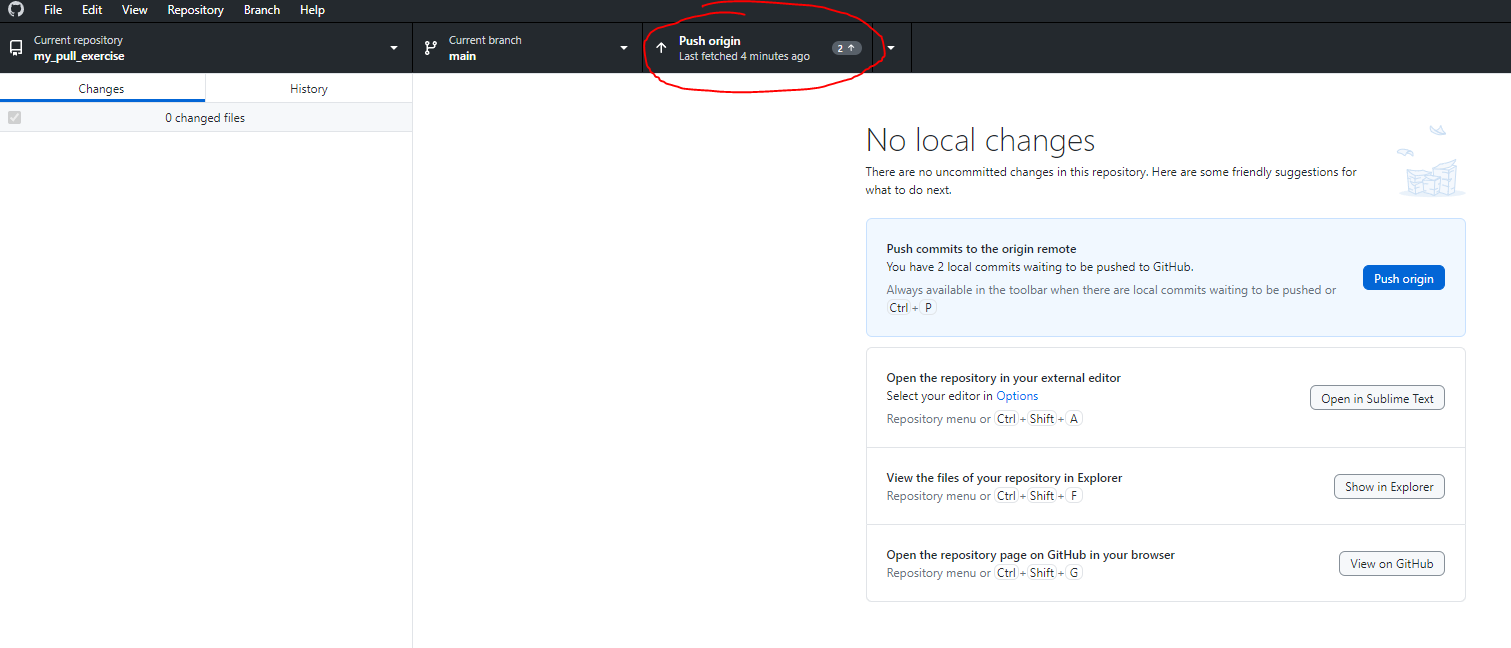 File Edit View Repository Branch Help
Current repository
my_pull_exercise
Current branch
main
Push origin
Last fetched 4 minutes ago
2
Changes
History
0 changed files
No local changes
There are no uncommitted changes in this repository. Here are some friendly suggestions for
what to do next.
Push commits to the origin remote
You have 2 local commits waiting to be pushed to GitHub.
Always available in the toolbar when there are local commits waiting to be pushed or
Ctrl + P
Push origin
Open the repository in your external editor
Select your editor in Options
Repository menu or Ctrl + Shift + A
Open in Sublime Text
View the files of your repository in Explorer
Repository menu or Ctrl + Shift + F
Show in Explorer
Open the repository page on GitHub in your browser
Repository menu or Ctrl + Shift + G
View on GitHub